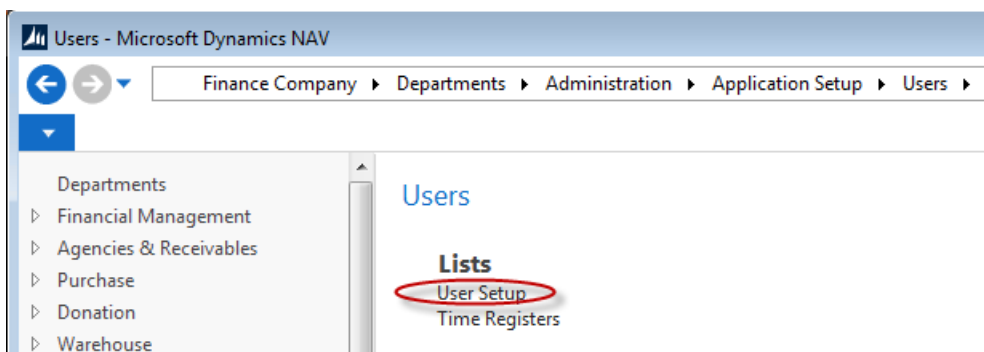 Users - Microsoft Dynamics NAV
Finance Company Departments Administration Application Setup Users
Departments
Financial Management
Agencies & Receivables
Purchase
Donation
Warehouse
Users
Lists
User Setup
Time Registers